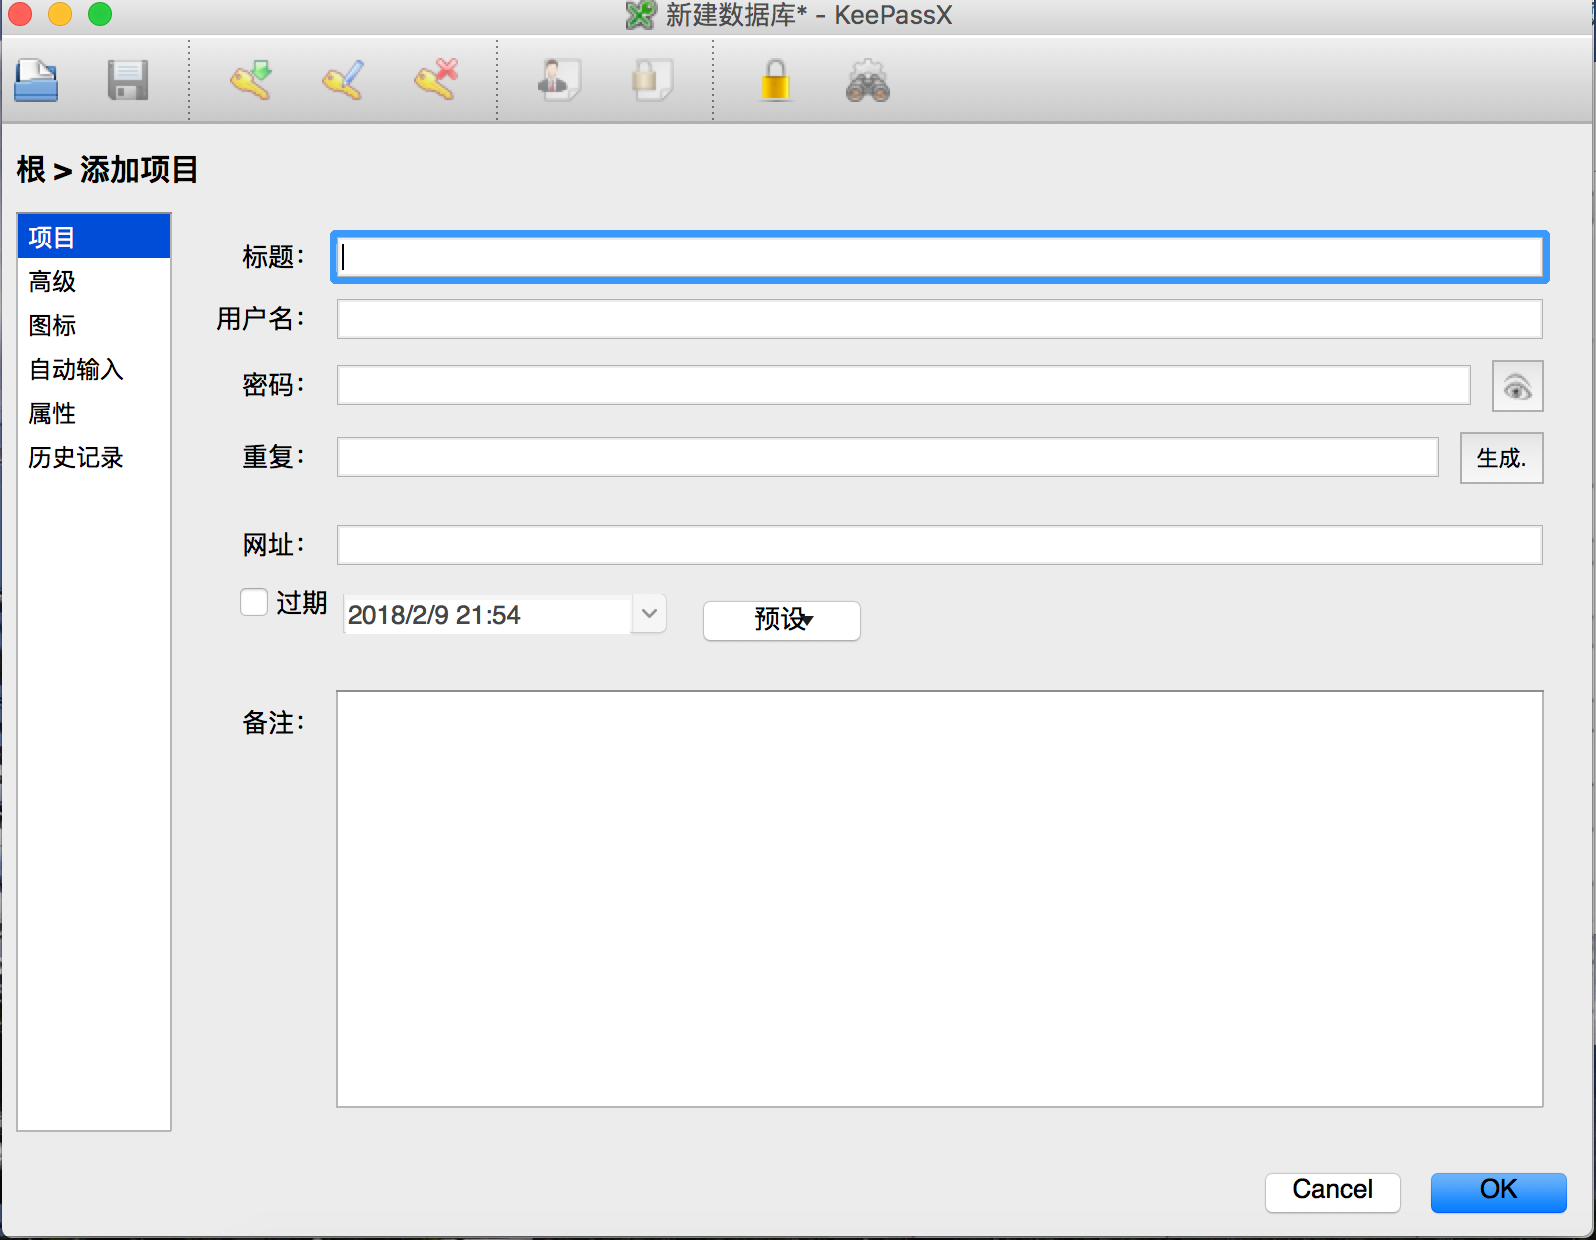 新建数据库* - KeePassX
根 > 添加项目
项目
高级
图标
自动输入
属性
历史记录
标题：
用户名：
密码：
重复：
生成.
网址：
过期
2018/2/9 21:54
预设
备注：
Cancel
OK